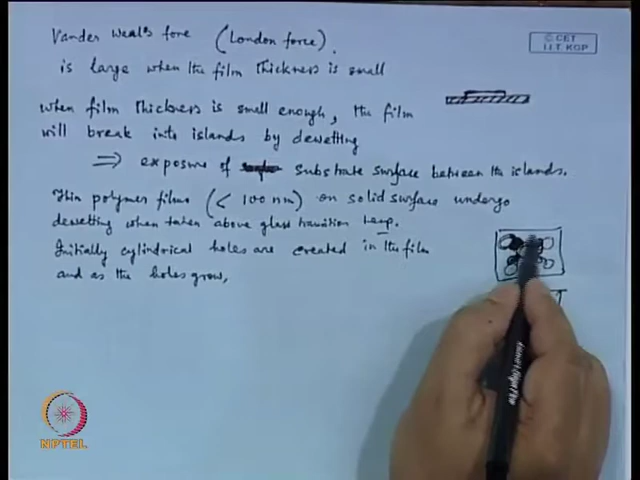 Vander Weal's force (London force).
is large when the film thickness is small
when film thickness is small enough, the film
will break into islands by dewetting
⇒ exposure of substrate surface between the islands.
Thin polymer films (< 100 nm) on solid surface undergo
dewetting when taken above glass transition temp.
Initially cylindrical holes are created in the film
and as the holes grow,
© CET
I.I.T. KGP
NPTEL